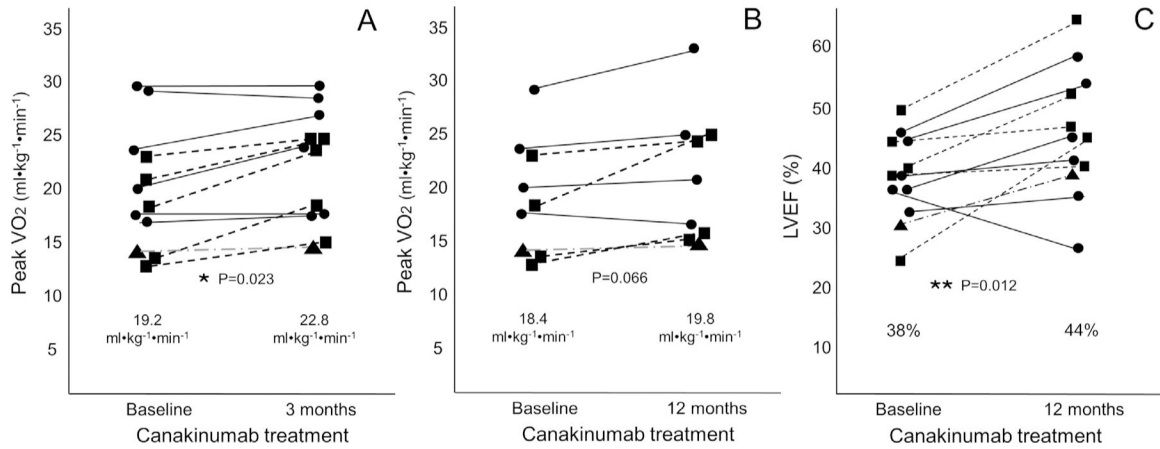 A
Peak VO2 (ml•kg-1•min-1)
35
30
25
20
15
10
5
* P=0.023
19.2
ml•kg-1•min-1
22.8
ml•kg-1•min-1
Baseline
3 months
Canakinumab treatment
B
Peak VO2 (ml•kg-1•min-1)
35
30
25
20
15
10
5
P=0.066
18.4
ml•kg-1•min-1
19.8
ml•kg-1•min-1
Baseline
12 months
Canakinumab treatment
C
LVEF (%)
60
50
40
30
20
10
** P=0.012
38%
44%
Baseline
12 months
Canakinumab treatment